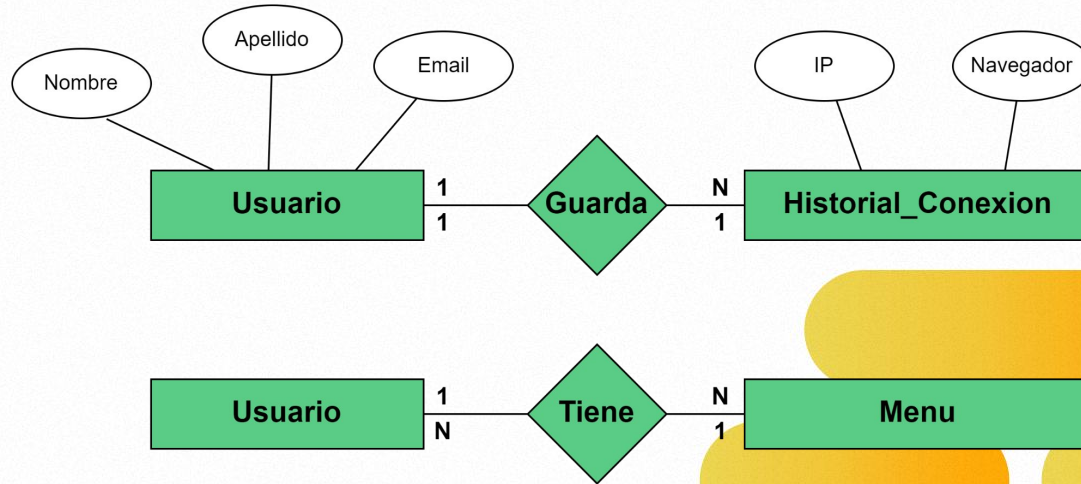 Apellido
Nombre
Email
IP
Navegador
1
N
Usuario
Guarda
Historial_Conexion
1
1
1
N
Usuario
Tiene
Menu
N
1